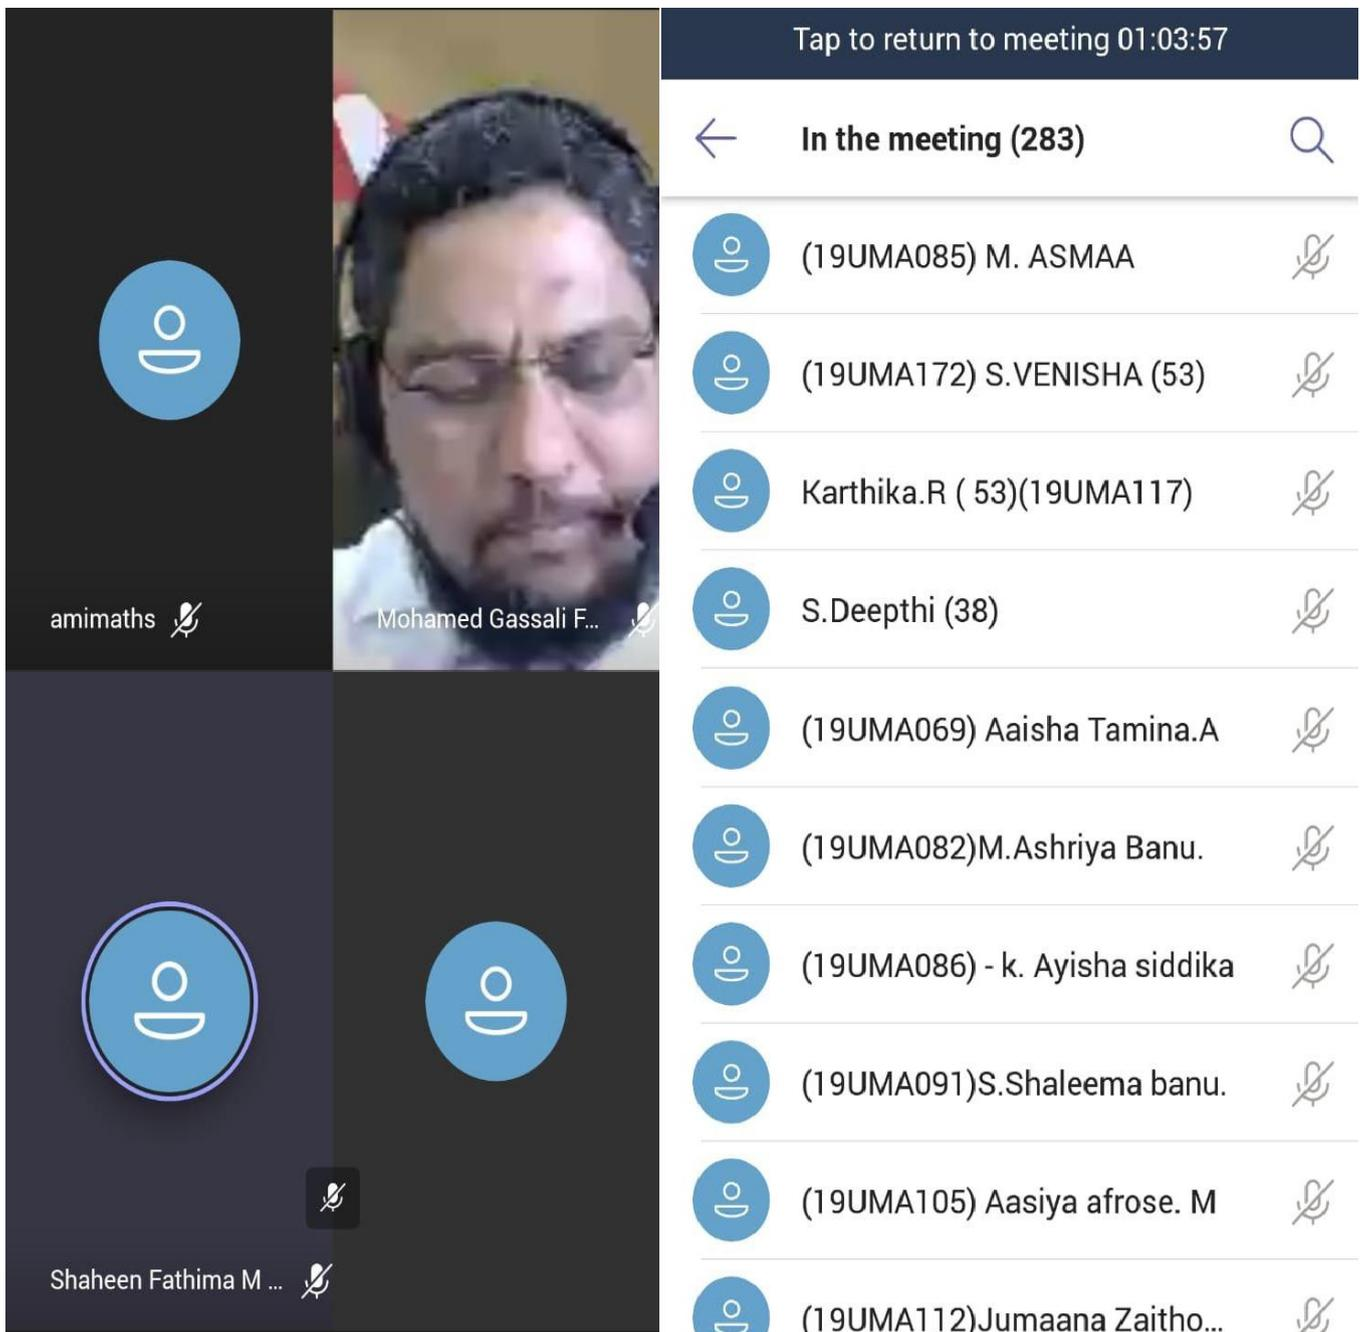 amimaths
Mohamed Gassali F...
Shaheen Fathima M ...
Tap to return to meeting 01:03:57
In the meeting (283)
(19UMA085) M. ASMAA
(19UMA172) S.VENISHA (53)
Karthika.R ( 53)(19UMA117)
S.Deepthi (38)
(19UMA069) Aaisha Tamina.A
(19UMA082)M.Ashriya Banu.
(19UMA086) - k. Ayisha siddika
(19UMA091)S.Shaleema banu.
(19UMA105) Aasiya afrose. M
(19UMA112)Jumaana Zaitho...